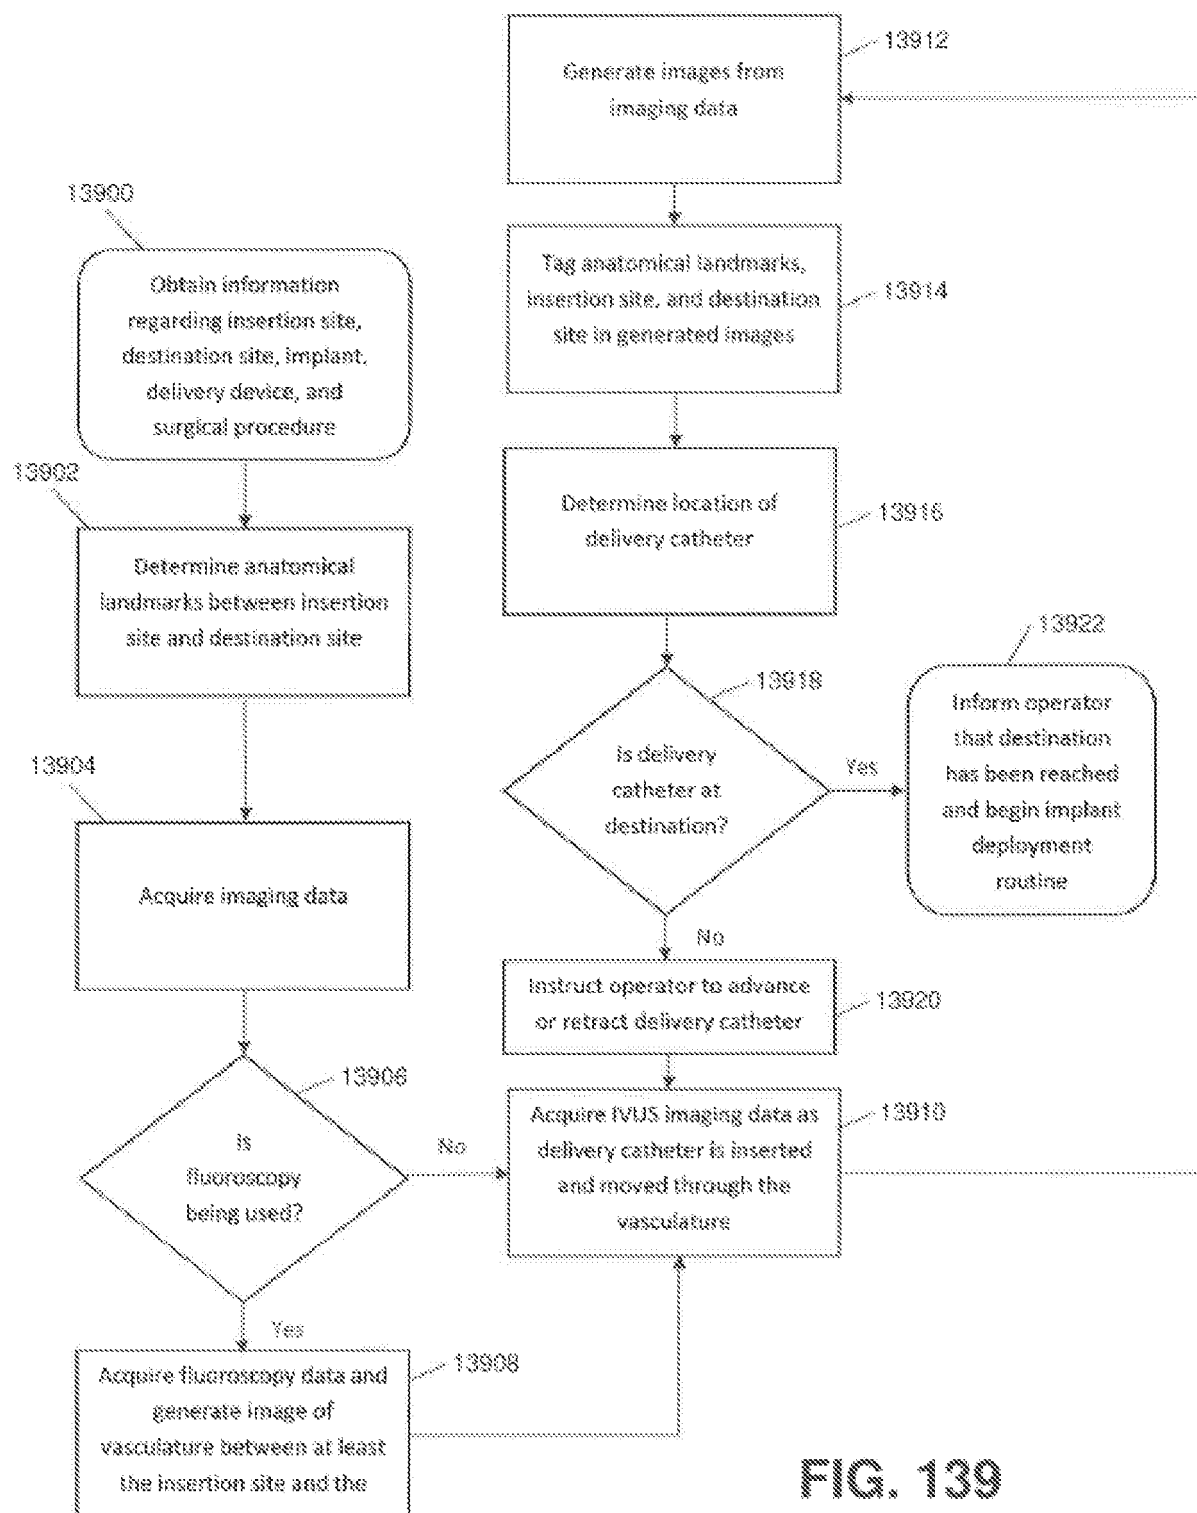 13900
Obtain information
regarding insertion site,
destination site, implant,
delivery device, and
surgical procedure
13902
Determine anatomical
landmarks between insertion
site and destination site
13904
Acquire imaging data
13906
Is
fluoroscopy
being used?
No
Yes
13908
Acquire fluoroscopy data and
generate image of
vasculature between at least
the insertion site and the
13912
Generate images from
imaging data
13914
Tag anatomical landmarks,
insertion site, and destination
site in generated images
13916
Determine location of
delivery catheter
13918
Is delivery
catheter at
destination?
Yes
No
13922
Inform operator
that destination
has been reached
and begin implant
deployment
routine
13920
Instruct operator to advance
or retract delivery catheter
13910
Acquire IVUS imaging data as
delivery catheter is inserted
and moved through the
vasculature
FIG. 139